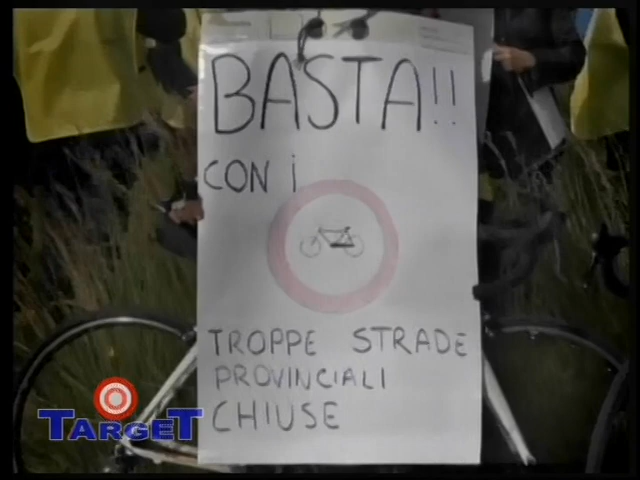 BASTA!!
CON i
TROPPE STRADE
PROVINCIALI
CHIUSE
TARGET